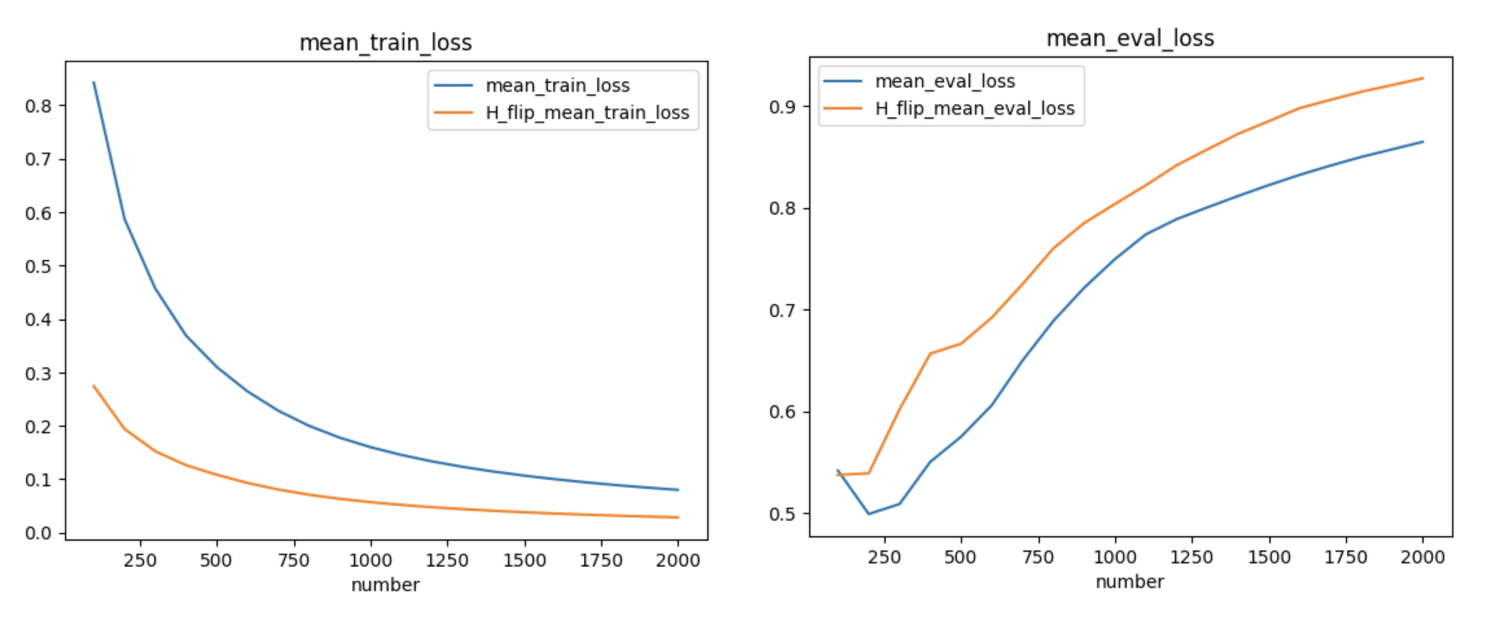 mean_train_loss
mean_train_loss
H_flip_mean_train_loss
0.8
0.7
0.6
0.5
0.4
0.3
0.2
0.1
0.0
250 500 750 1000 1250 1500 1750 2000
number
mean_eval_loss
mean_eval_loss
H_flip_mean_eval_loss
0.9
0.8
0.7
0.6
0.5
250 500 750 1000 1250 1500 1750 2000
number